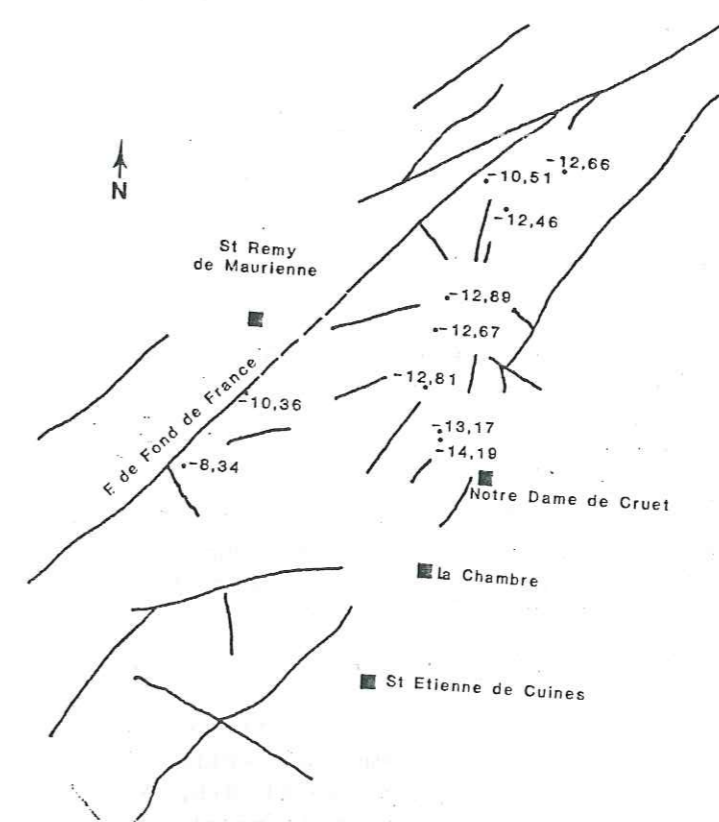 N
-12,66
-10,51
-12,46
St Remy
de Maurienne
-12,89
-12,67
-12,81
F. de Fond de France
-10,36
-13,17
-14,19
-8,34
Notre Dame de Cruet
La Chambre
St Etienne de Cuines